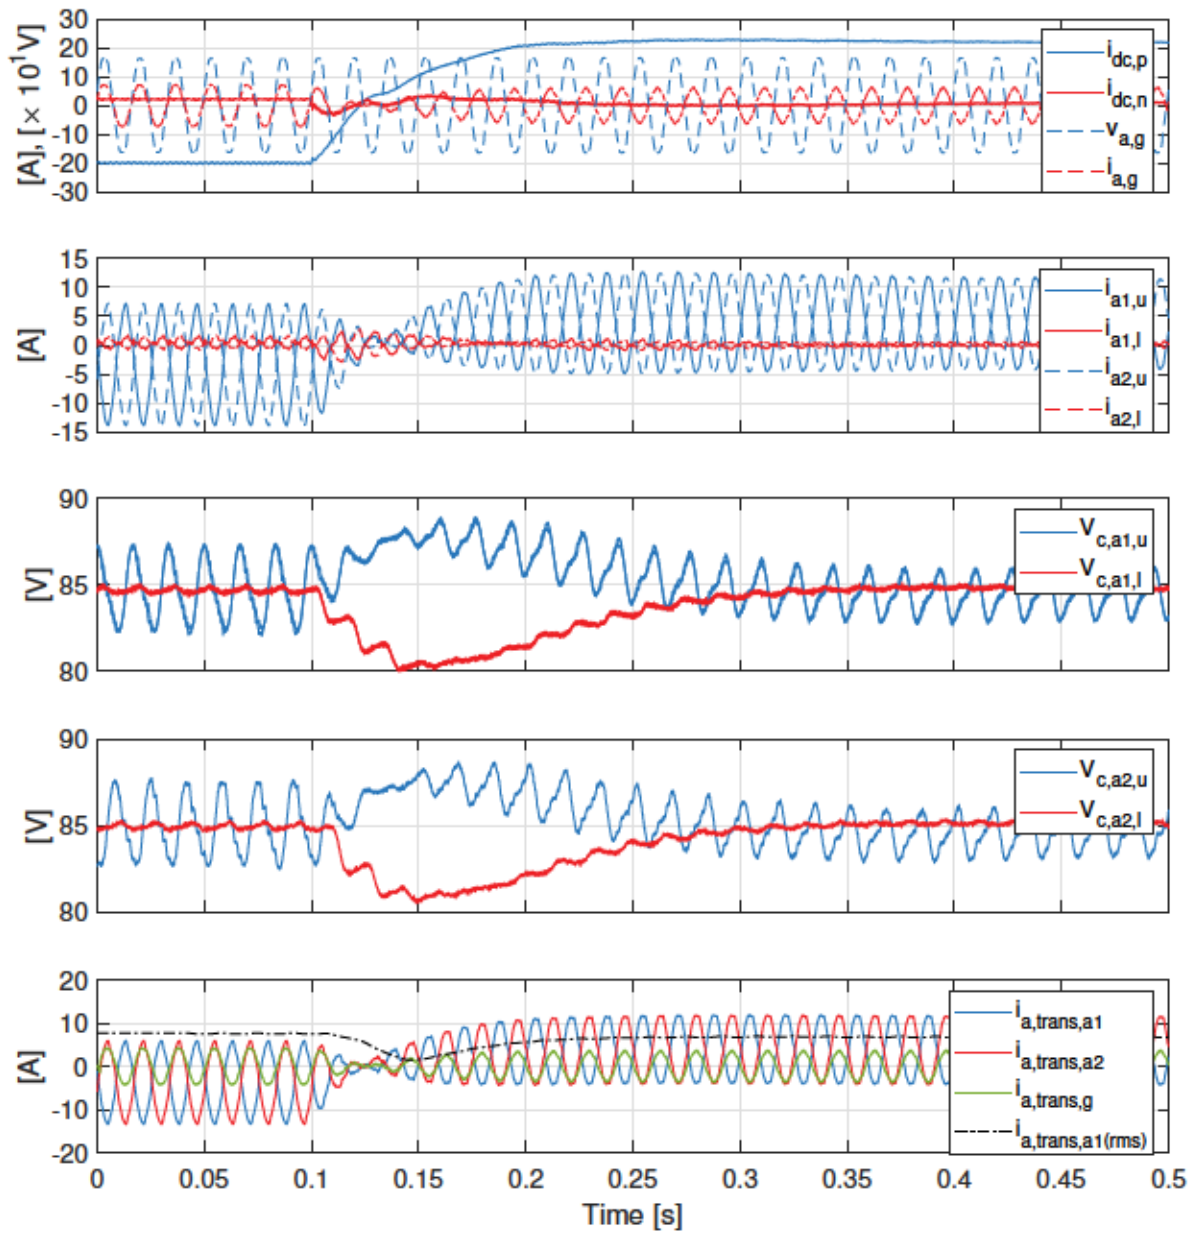 30
20
10
0
-10
-20
-30
[A], [× 10¹V]
i_dc,p
i_dc,n
v_a,g
i_a,g
15
10
5
0
-5
-10
-15
[A]
i_a1,u
i_a1,l
i_a2,u
i_a2,l
90
85
80
[V]
V_c,a1,u
V_c,a1,l
90
85
80
[V]
V_c,a2,u
V_c,a2,l
20
10
0
-10
-20
[A]
i_a,trans,a1
i_a,trans,a2
i_a,trans,g
i_a,trans,a1(rms)
0 0.05 0.1 0.15 0.2 0.25 0.3 0.35 0.4 0.45 0.5
Time [s]